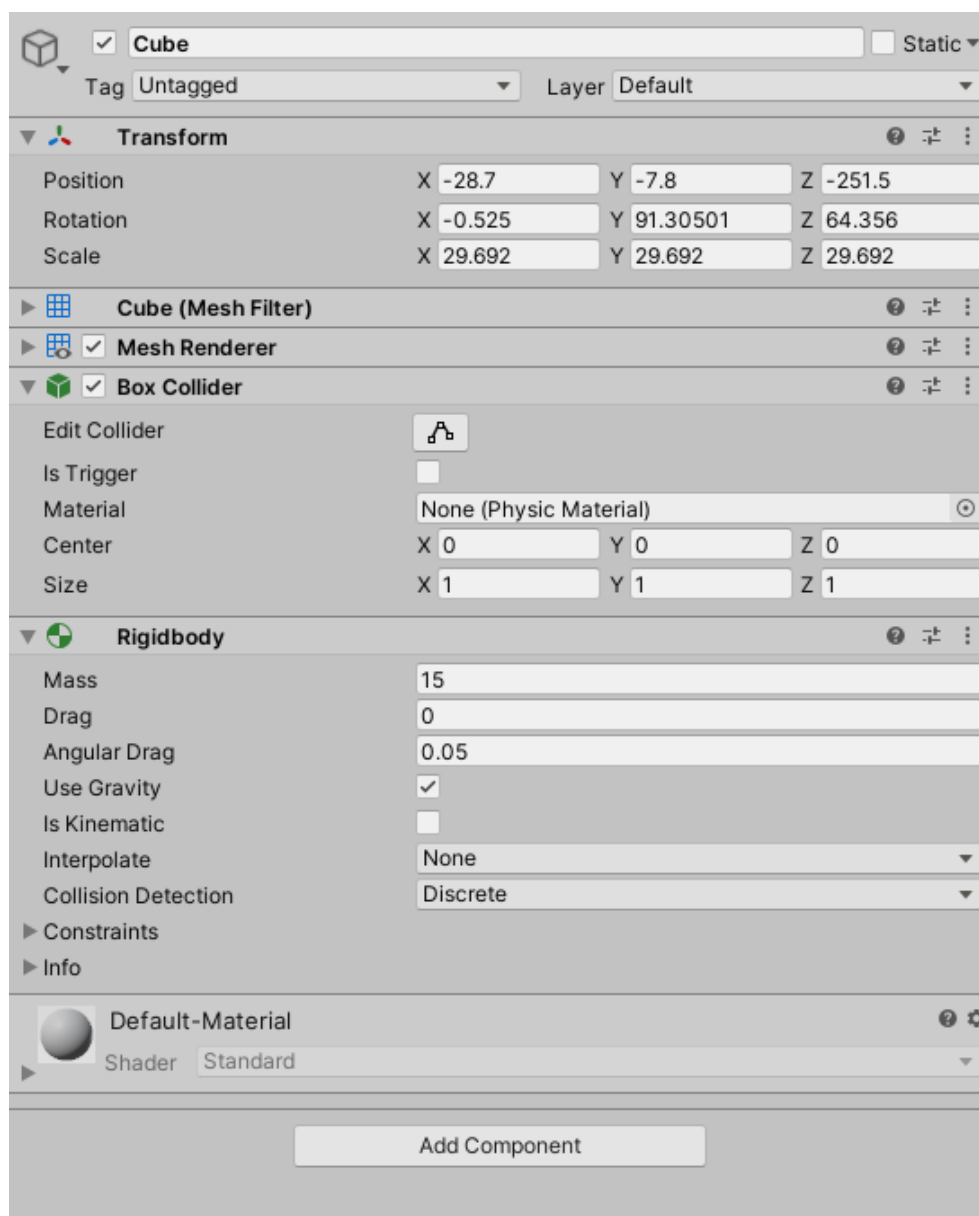 Cube Static
Tag Untagged Layer Default
Transform
Position X -28.7 Y -7.8 Z -251.5
Rotation X -0.525 Y 91.30501 Z 64.356
Scale X 29.692 Y 29.692 Z 29.692
Cube (Mesh Filter)
Mesh Renderer
Box Collider
Edit Collider
Is Trigger
Material None (Physic Material)
Center X 0 Y 0 Z 0
Size X 1 Y 1 Z 1
Rigidbody
Mass 15
Drag 0
Angular Drag 0.05
Use Gravity
Is Kinematic
Interpolate None
Collision Detection Discrete
Constraints
Info
Default-Material
Shader Standard
Add Component